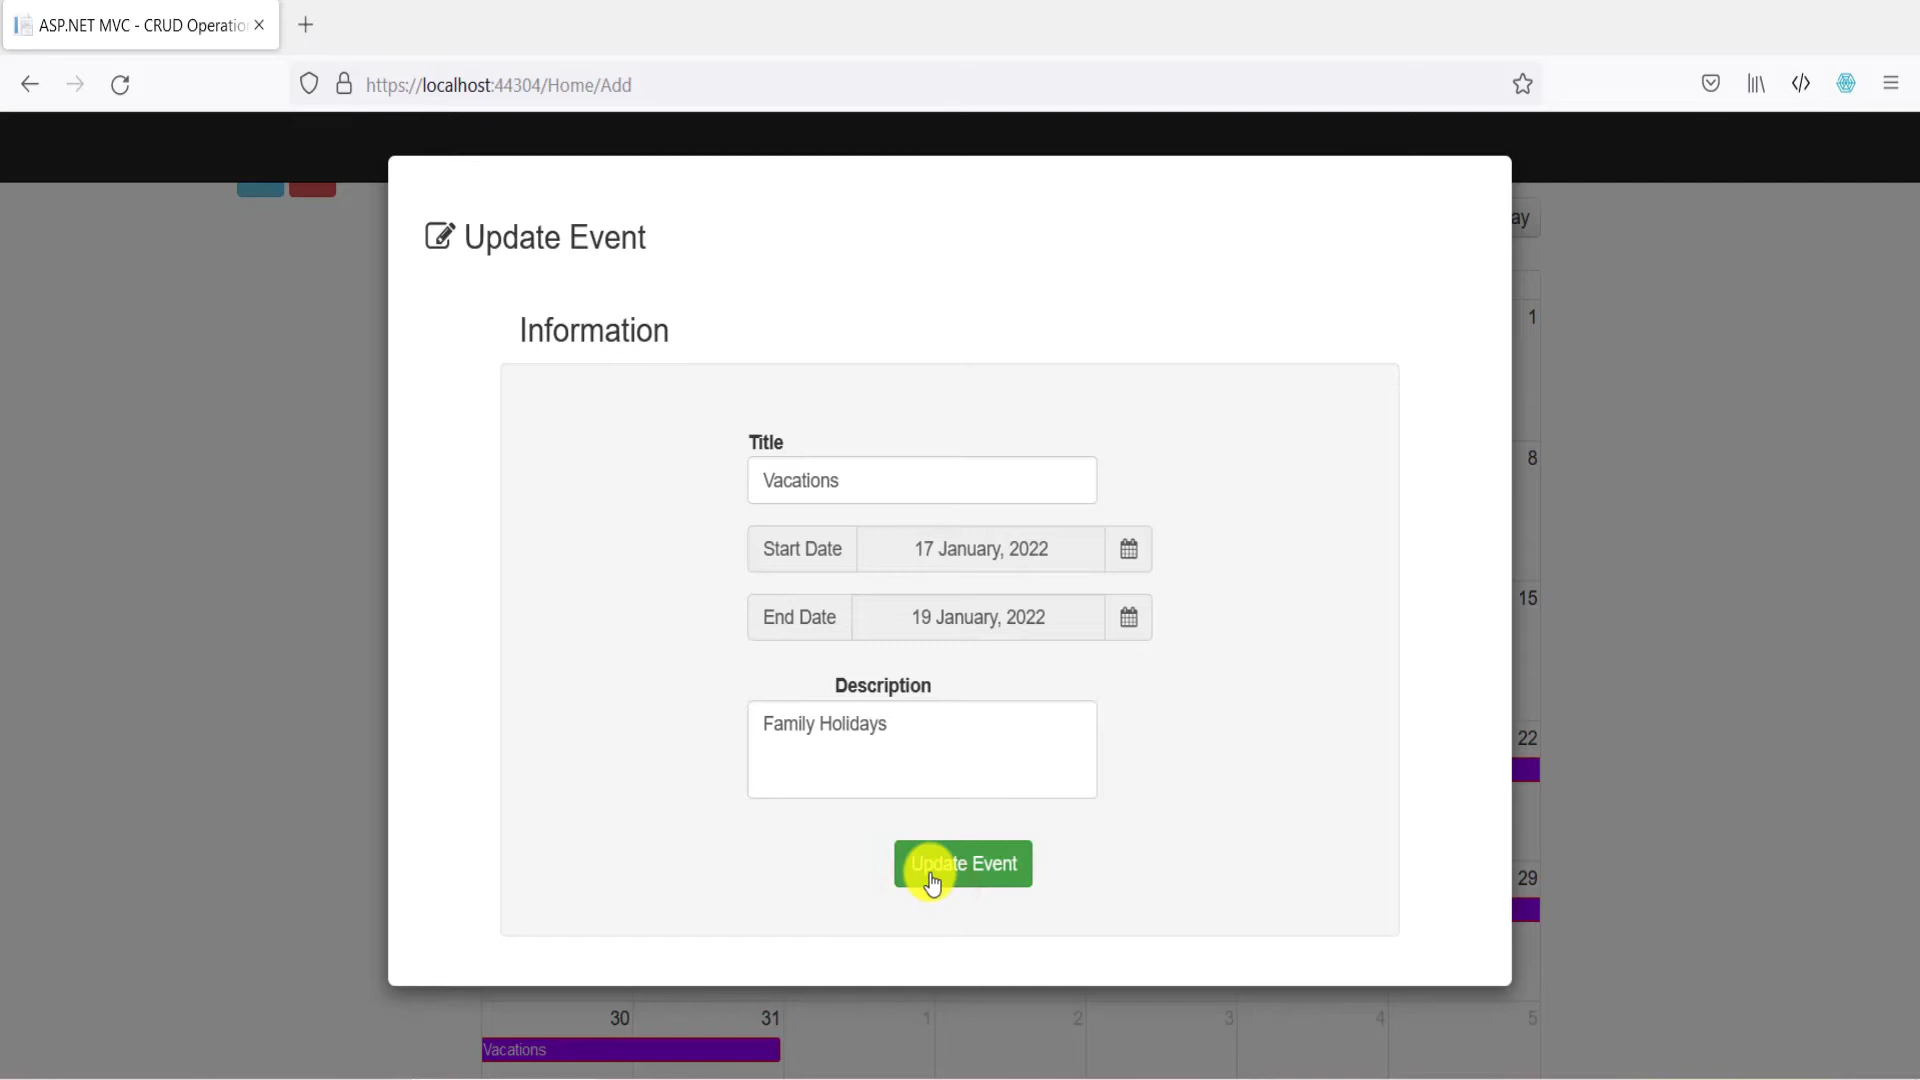 ASP.NET MVC - CRUD Operatio
https://localhost:44304/Home/Add
ay
Update Event
Information
Title
Vacations
Start Date 17 January, 2022
End Date 19 January, 2022
Description
Family Holidays
Update Event
1
8
15
22
29
30 31 1 2 3 4 5
Vacations